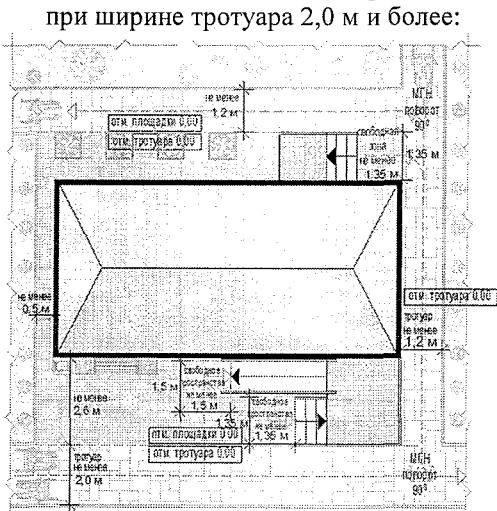 при ширине тротуара 2,0 м и более:
не менее
1,2 м
МГН
поворот
90°
отм. площадки 0,00
отм. тротуара 0,00
свободная
зона
не менее
1,35 м
1,35 м
не менее
0,5 м
отм. тротуара 0,00
тротуар
не менее
1,2 м
свободное
пространство
не менее
1,5 м
1,5 м
не менее
2,6 м
свободное
пространство
не менее
1,35 м
1,35 м
отм. площадки 0,00
отм. тротуара 0,00
тротуар
не менее
2,0 м
МГН
поворот
90°